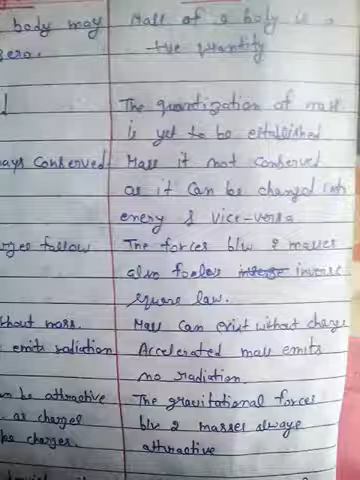 body may Mass of a body is a
zero. +ve quantity
d The quantization of mass
is yet to be established
ays Conserved Mass it not conserved
as it can be changed into
enery & vice-versa
rges follow The forces b/w 2 masses
also follow inverse
square law.
thout mass. Mass can exist without charge
emits radiation Accelerated mass emits
no radiation.
n be attractive The gravitational forces
as charges b/w 2 masses always
he charges. attractive